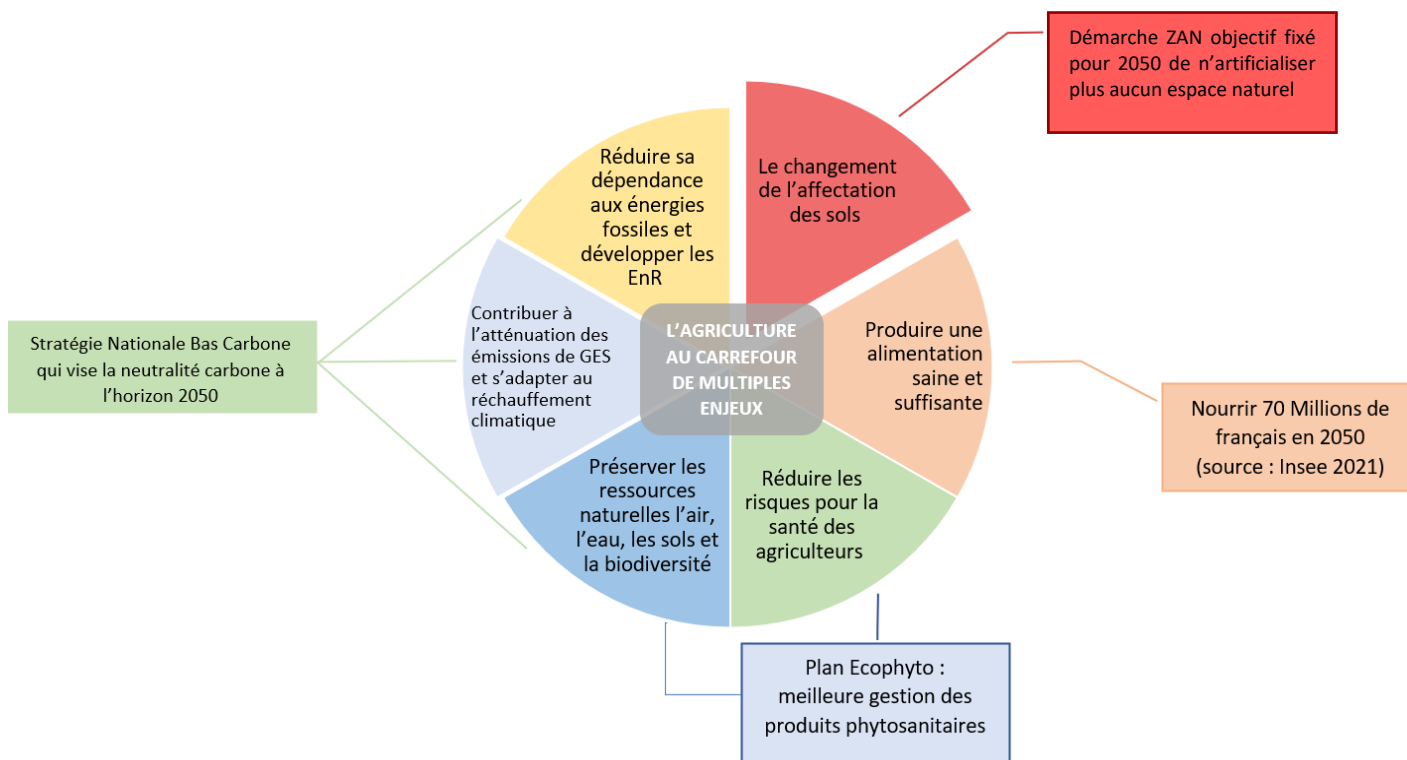 Démarche ZAN objectif fixé
pour 2050 de n'artificialiser
plus aucun espace naturel
Réduire sa
dépendance
aux énergies
fossiles et
développer les
EnR
Le changement
de l'affectation
des sols
Stratégie Nationale Bas Carbone
qui vise la neutralité carbone à
l'horizon 2050
Contribuer à
l'atténuation des
émissions de GES
et s'adapter au
réchauffement
climatique
L'AGRICULTURE
AU CARREFOUR
DE MULTIPLES
ENJEUX
Produire une
alimentation
saine et
suffisante
Nourrir 70 Millions de
français en 2050
(source : Insee 2021)
Préserver les
ressources
naturelles l'air,
l'eau, les sols et
la biodiversité
Réduire les
risques pour la
santé des
agriculteurs
Plan Ecophyto :
meilleure gestion des
produits phytosanitaires